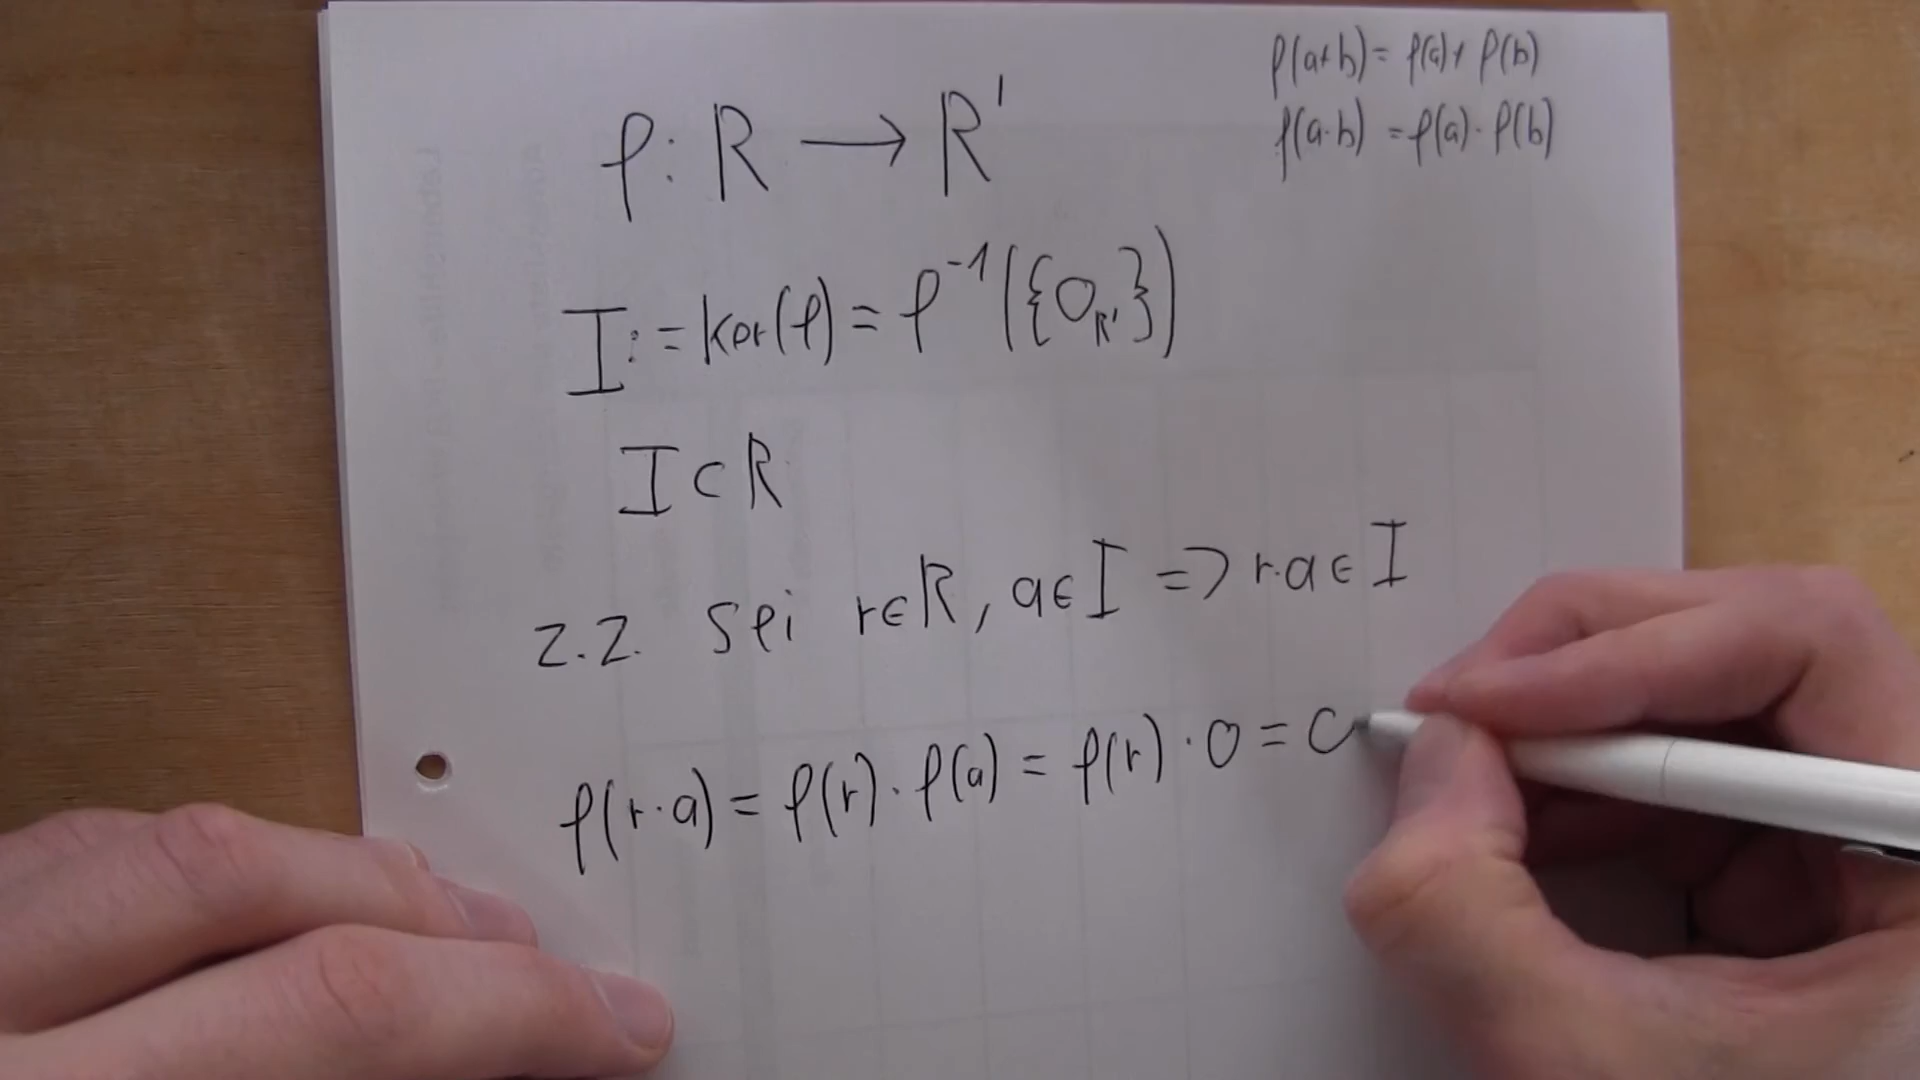 φ(a+b) = φ(a) + φ(b)
φ(a·b) = φ(a)·φ(b)
φ: R → R'
I := ker(φ) = φ⁻¹({0_R'})
I ⊂ R
z.z. Sei r∈R, a∈I => r·a∈I
φ(r·a) = φ(r)·φ(a) = φ(r)·0 = 0